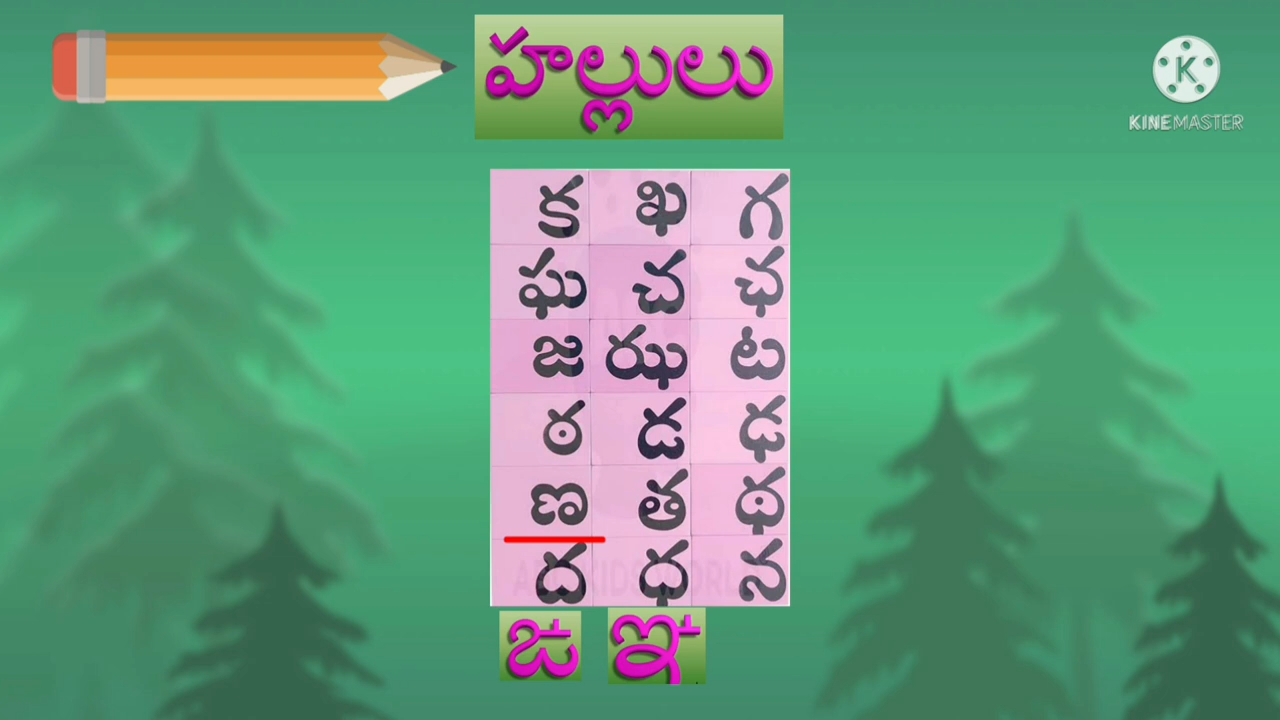 హల్లులు
KINEMASTER
క ఖ గ
ఘ చ ఛ
జ ఝ ట
ఠ డ ఢ
ణ త థ
ద ధ న
ఙ ఞ